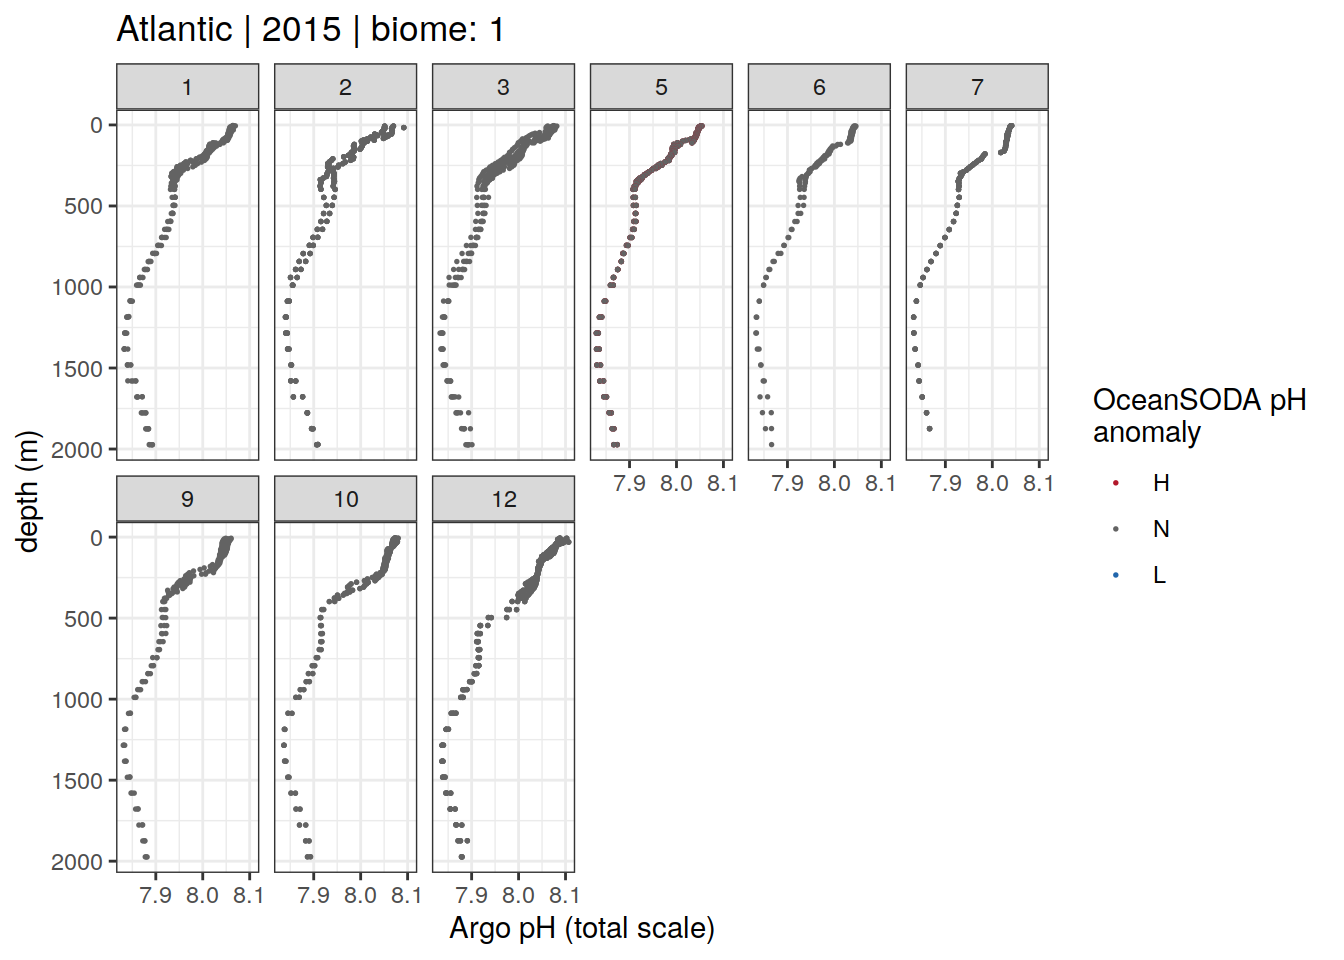 Atlantic | 2015 | biome: 1
1 2 3 5 6 7
0
500
1000
1500
2000
7.9 8.0 8.1 7.9 8.0 8.1 7.9 8.0 8.1
9 10 12
0
500
1000
1500
2000
7.9 8.0 8.1 7.9 8.0 8.1 7.9 8.0 8.1
Argo pH (total scale)
depth (m)
OceanSODA pH
anomaly
H
N
L